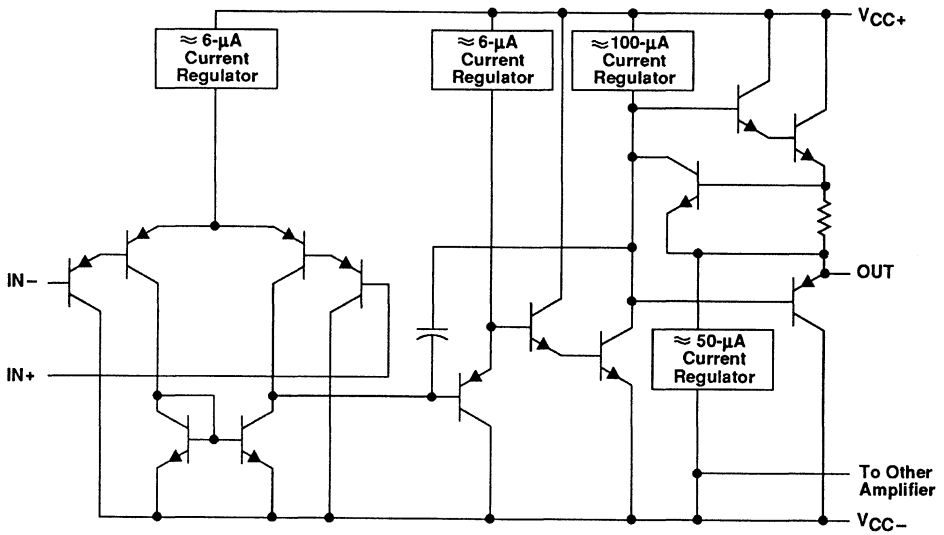 VCC+
≈ 6-µA
Current
Regulator
≈ 6-µA
Current
Regulator
≈ 100-µA
Current
Regulator
IN−
OUT
IN+
≈ 50-µA
Current
Regulator
To Other
Amplifier
VCC−